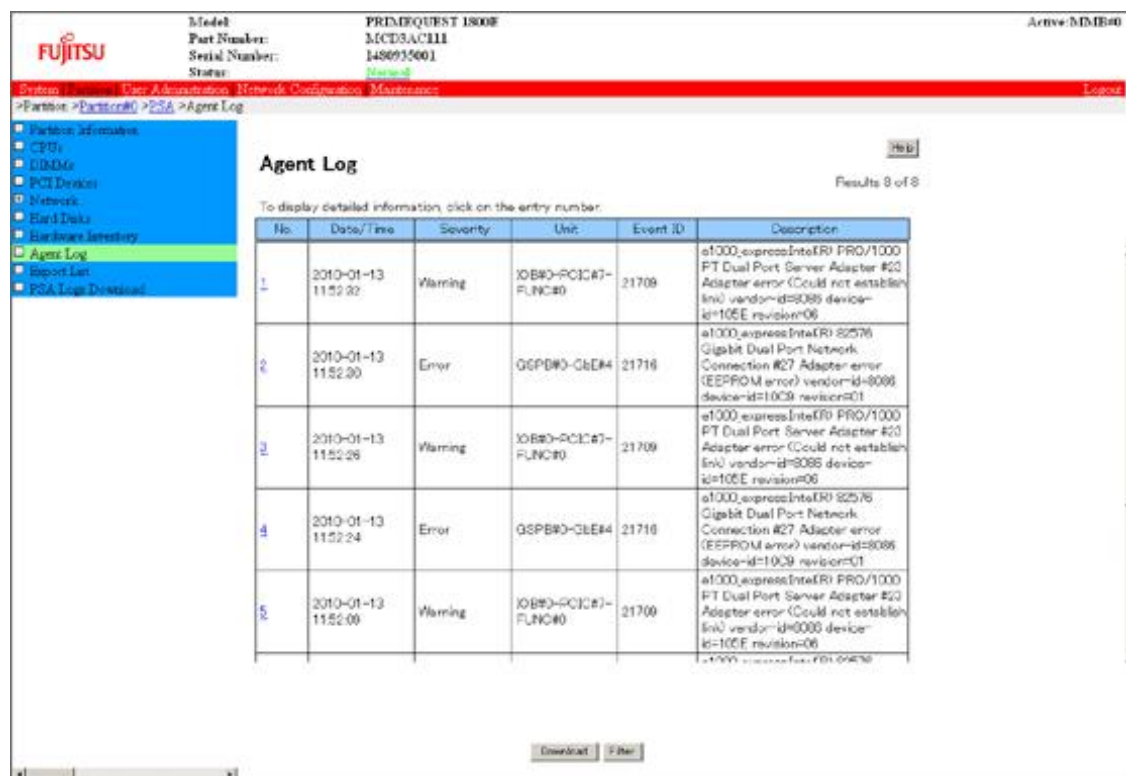 FUJITSU
Model: PRIMEQUEST 1800E
Part Number: MCD3AC111
Serial Number: 1480935001
Status: Normal
Active:MMB#0
System Partition User Administration Network Configuration Maintenance Logout
>Partition >Partition#0 >PSA >Agent Log
Partition Information
CPUs
DIMMs
PCI Devices
Network
Hard Disks
Hardware Inventory
Agent Log
Export List
PSA Logs Download
Help
Agent Log
Results 8 of 8
To display detailed information, click on the entry number.
No. Date/Time Severity Unit Event ID Description
1 2010-01-13 11:52:32 Warning IOB#0-PCIC#7-FUNC#0 21709
e1000_express:Intel(R) PRO/1000
PT Dual Port Server Adapter #23
Adapter error (Could not establish
link) vendor-id=8086 device-
id=105E revision=06
2 2010-01-13 11:52:30 Error GSPB#0-GbE#4 21716
e1000_express:Intel(R) 82576
Gigabit Dual Port Network
Connection #27 Adapter error
(EEPROM error) vendor-id=8086
device-id=10C9 revision=01
3 2010-01-13 11:52:26 Warning IOB#0-PCIC#7-FUNC#0 21709
e1000_express:Intel(R) PRO/1000
PT Dual Port Server Adapter #23
Adapter error (Could not establish
link) vendor-id=8086 device-
id=105E revision=06
4 2010-01-13 11:52:24 Error GSPB#0-GbE#4 21716
e1000_express:Intel(R) 82576
Gigabit Dual Port Network
Connection #27 Adapter error
(EEPROM error) vendor-id=8086
device-id=10C9 revision=01
5 2010-01-13 11:52:09 Warning IOB#0-PCIC#7-FUNC#0 21709
e1000_express:Intel(R) PRO/1000
PT Dual Port Server Adapter #23
Adapter error (Could not establish
link) vendor-id=8086 device-
id=105E revision=06
Download Filter